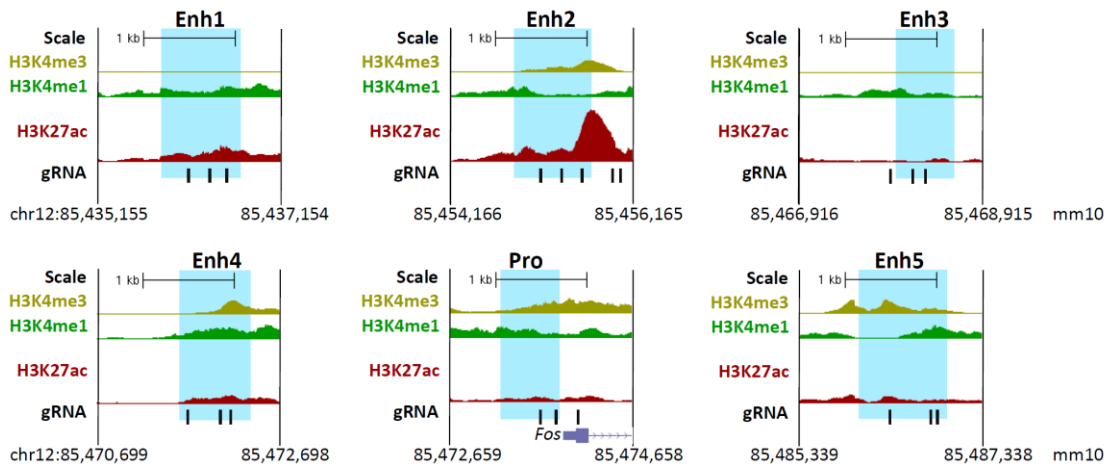 Enh1 Enh2 Enh3
Scale 1 kb Scale 1 kb Scale 1 kb
H3K4me3 H3K4me3 H3K4me3
H3K4me1 H3K4me1 H3K4me1
H3K27ac H3K27ac H3K27ac
gRNA gRNA gRNA
chr12:85,435,155 85,437,154 85,454,166 85,456,165 85,466,916 85,468,915 mm10
Enh4 Pro Enh5
Scale 1 kb Scale 1 kb Scale 1 kb
H3K4me3 H3K4me3 H3K4me3
H3K4me1 H3K4me1 H3K4me1
H3K27ac H3K27ac H3K27ac
gRNA gRNA gRNA
Fos
chr12:85,470,699 85,472,698 85,472,659 85,474,658 85,485,339 85,487,338 mm10